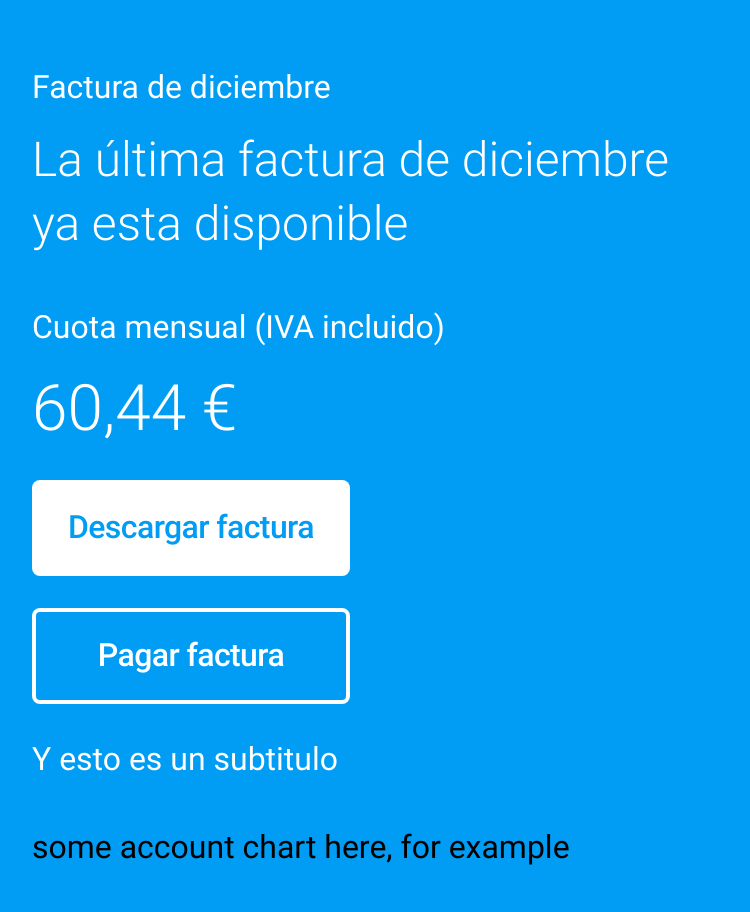 Factura de diciembre
La última factura de diciembre
ya esta disponible
Cuota mensual (IVA incluido)
60,44 €
Descargar factura
Pagar factura
Y esto es un subtitulo
some account chart here, for example